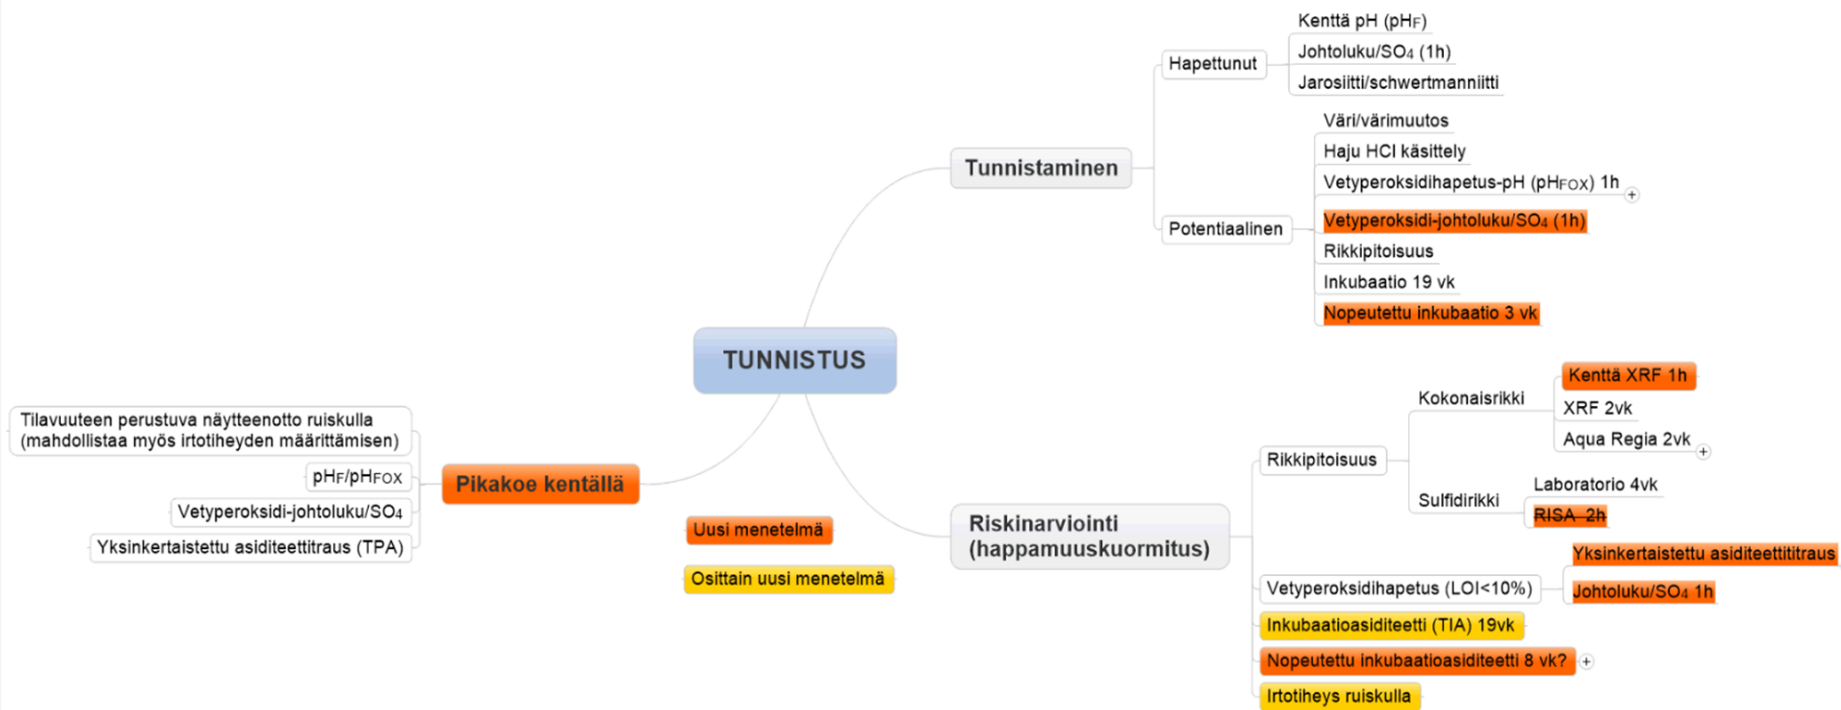 Kenttä pH (pHF)
Johtoluku/SO4 (1h)
Hapettunut
Jarosiitti/schwertmanniitti
Väri/värimuutos
Haju HCl käsittely
Tunnistaminen
Vetyperoksidihapetus-pH (pHFOX) 1h
Vetyperoksidi-johtoluku/SO4 (1h)
Potentiaalinen
Rikkipitoisuus
Inkubaatio 19 vk
Nopeutettu inkubaatio 3 vk
TUNNISTUS
Kenttä XRF 1h
Kokonaisrikki
XRF 2vk
Aqua Regia 2vk
Rikkipitoisuus
Laboratorio 4vk
Sulfidirikki
RISA 2h
Riskinarviointi
(happamuuskuormitus)
Yksinkertaistettu asiditeettititraus
Vetyperoksidihapetus (LOI<10%)
Johtoluku/SO4 1h
Inkubaatioasiditeetti (TIA) 19vk
Nopeutettu inkubaatioasiditeetti 8 vk?
Irtotiheys ruiskulla
Tilavuuteen perustuva näytteenotto ruiskulla
(mahdollistaa myös irtotiheyden määrittämisen)
pHF/pHFOX
Pikakoe kentällä
Vetyperoksidi-johtoluku/SO4
Yksinkertaistettu asiditeettitraus (TPA)
Uusi menetelmä
Osittain uusi menetelmä